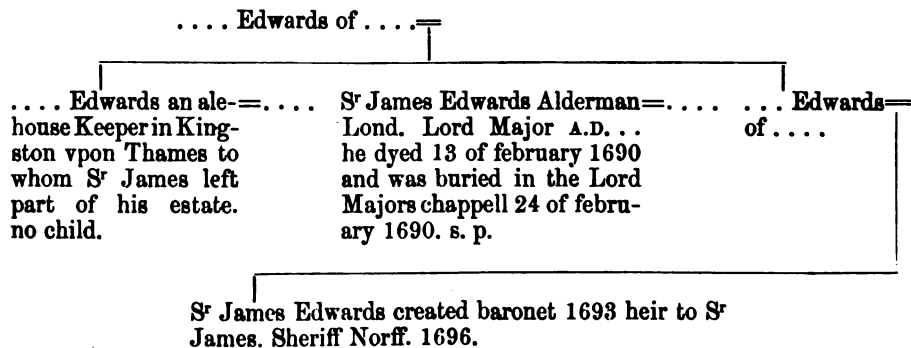 . . . . Edwards of . . . .=
. . . . Edwards an ale-=. . . .
house Keeper in King-
ston vpon Thames to
whom Sʳ James left
part of his estate.
no child.
Sʳ James Edwards Alderman=. . . .
Lond. Lord Major A.D. . .
he dyed 13 of february 1690
and was buried in the Lord
Majors chappell 24 of febru-
ary 1690. s. p.
. . . Edwards=
of . . . .
Sʳ James Edwards created baronet 1693 heir to Sʳ
James. Sheriff Norff. 1696.